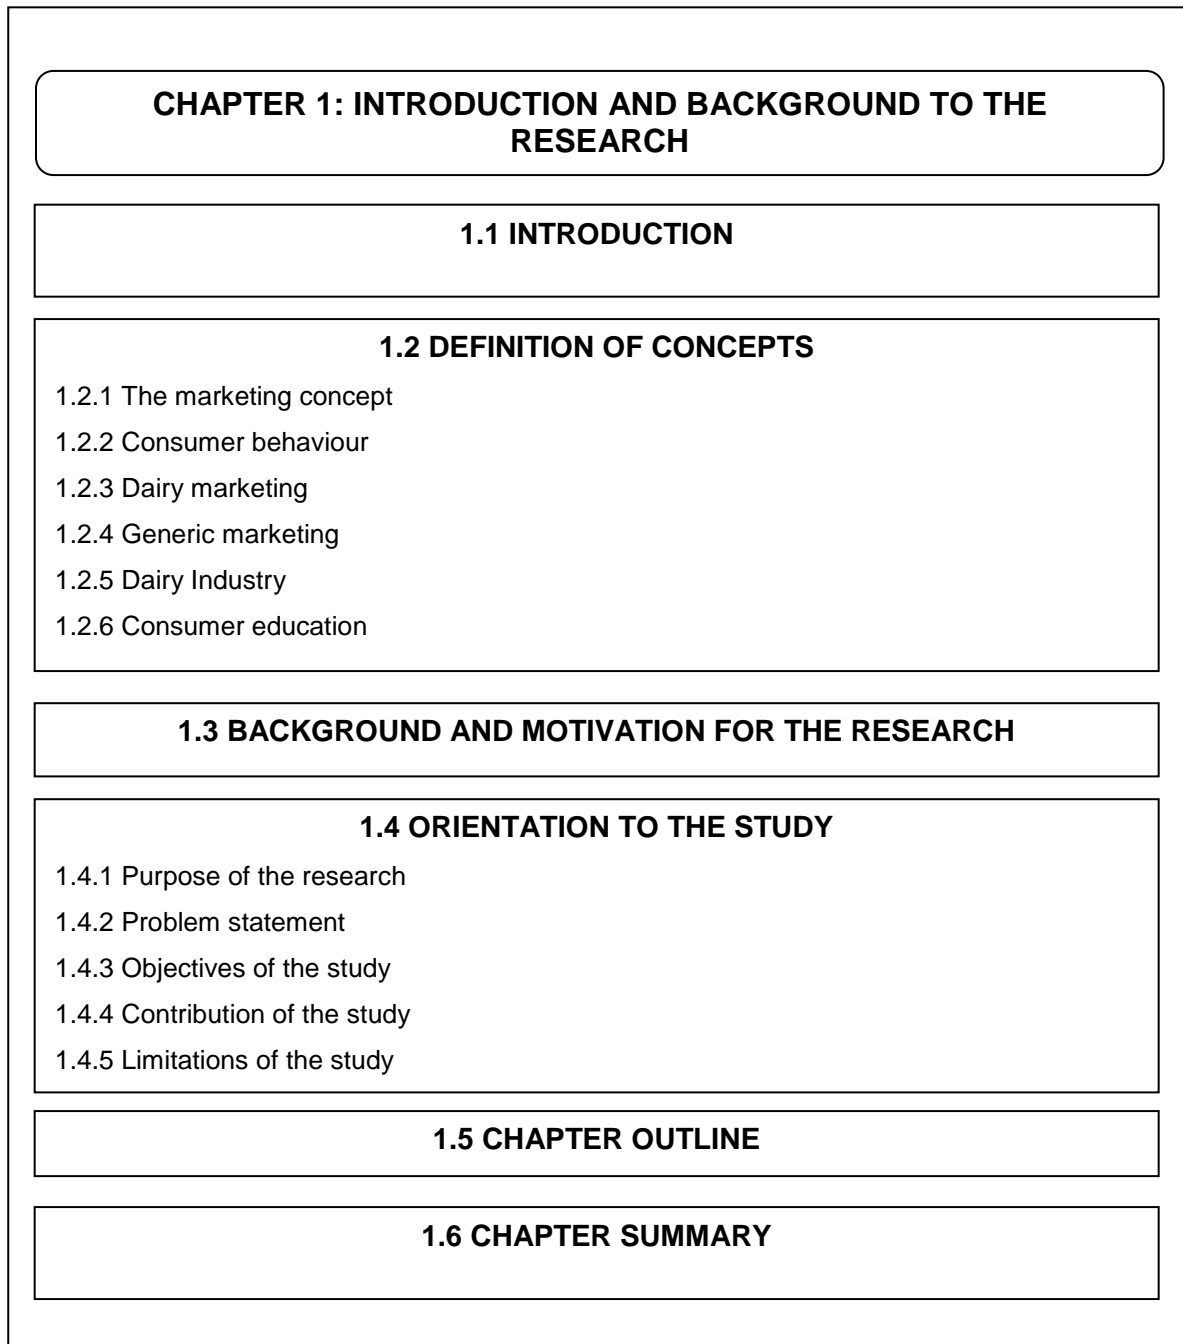 CHAPTER 1: INTRODUCTION AND BACKGROUND TO THE
RESEARCH
1.1 INTRODUCTION
1.2 DEFINITION OF CONCEPTS
1.2.1 The marketing concept
1.2.2 Consumer behaviour
1.2.3 Dairy marketing
1.2.4 Generic marketing
1.2.5 Dairy Industry
1.2.6 Consumer education
1.3 BACKGROUND AND MOTIVATION FOR THE RESEARCH
1.4 ORIENTATION TO THE STUDY
1.4.1 Purpose of the research
1.4.2 Problem statement
1.4.3 Objectives of the study
1.4.4 Contribution of the study
1.4.5 Limitations of the study
1.5 CHAPTER OUTLINE
1.6 CHAPTER SUMMARY